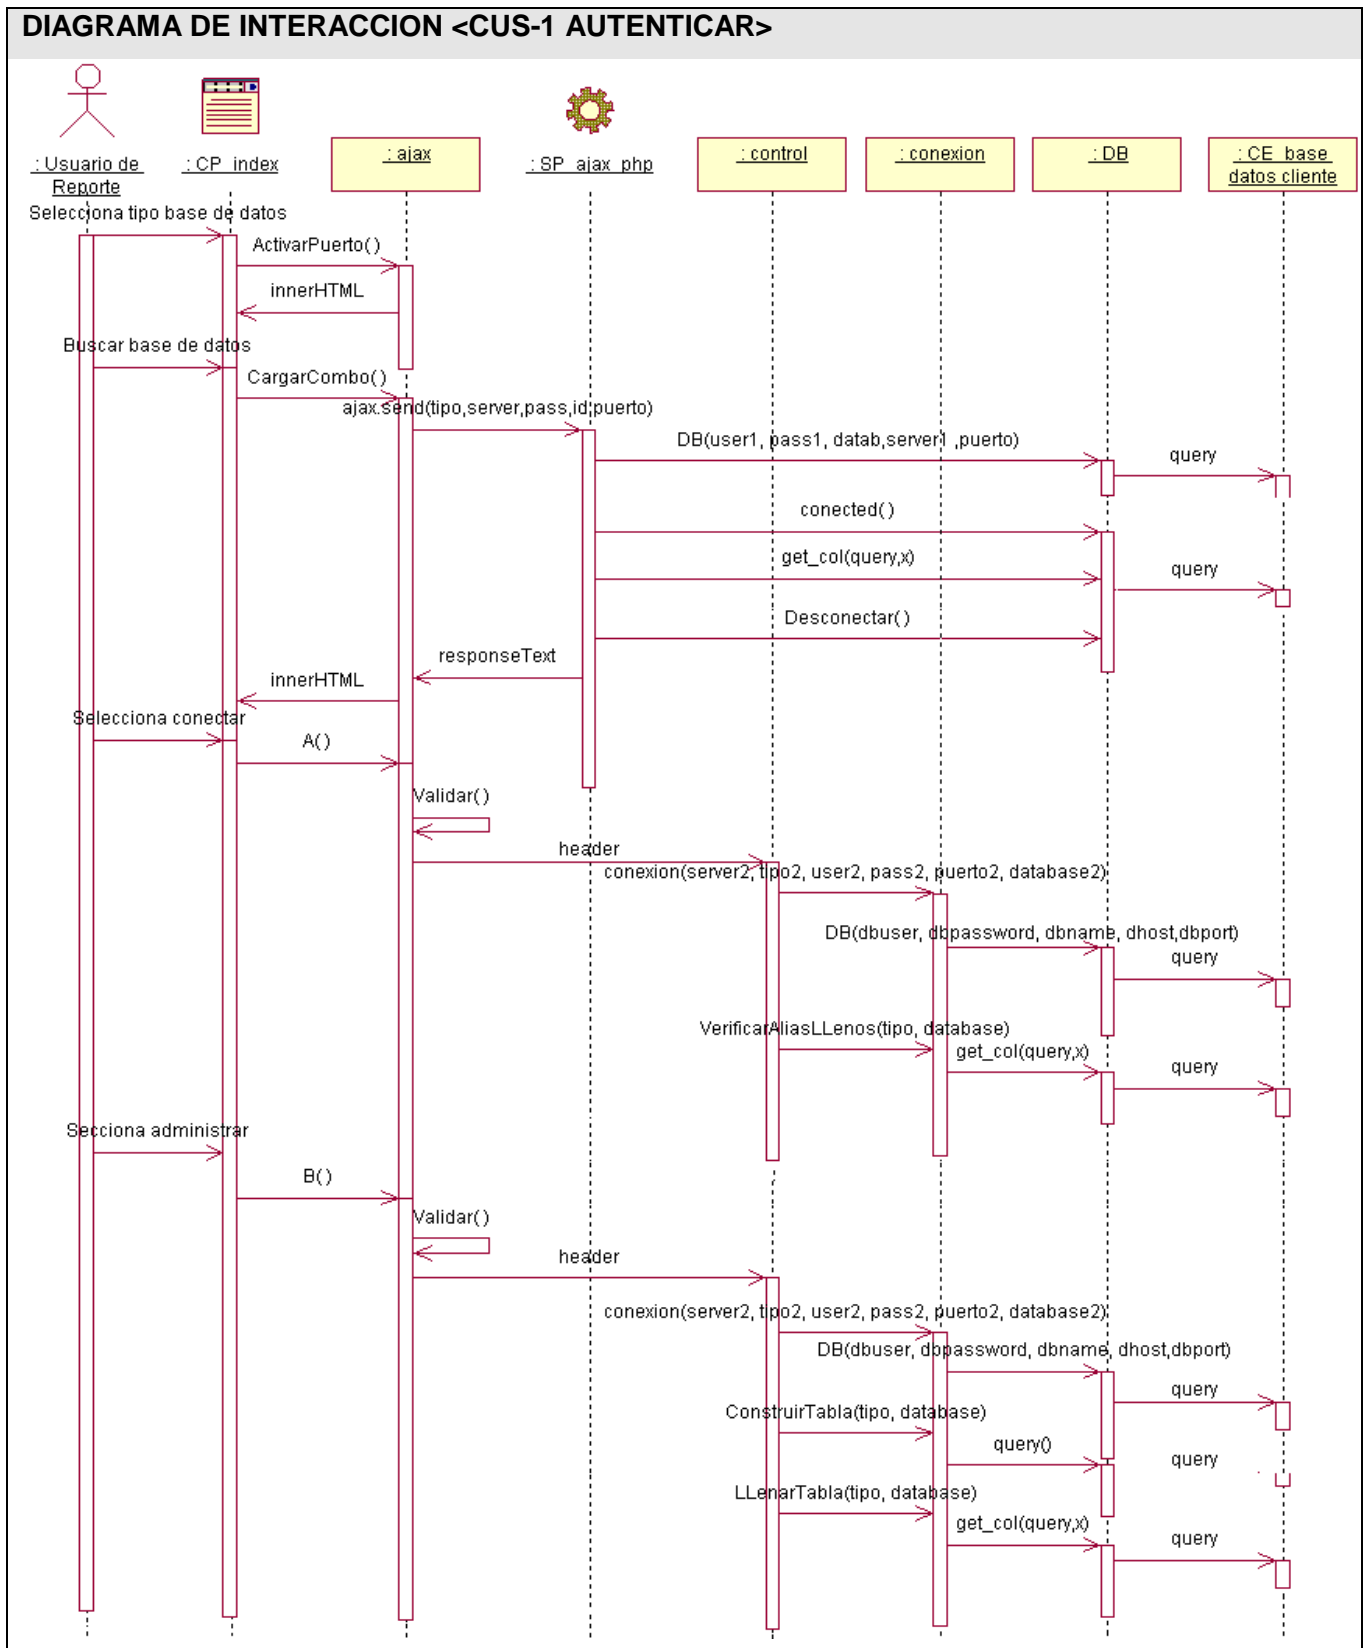 DIAGRAMA DE INTERACCION <CUS-1 AUTENTICAR>
: Usuario de
Reporte
: CP_index
: ajax
: SP_ajax_php
: control
: conexion
: DB
: CE_base
datos cliente
Selecciona tipo base de datos
ActivarPuerto()
innerHTML
Buscar base de datos
CargarCombo()
ajax.send(tipo,server,pass,id,puerto)
DB(user1, pass1, datab,server1 ,puerto)
query
conected()
get_col(query,x)
query
Desconectar()
responseText
innerHTML
Selecciona conectar
A()
Validar()
header
conexion(server2, tipo2, user2, pass2, puerto2, database2)
DB(dbuser, dbpassword, dbname, dhost,dbport)
query
VerificarAliasLLenos(tipo, database)
get_col(query,x)
query
Secciona administrar
B()
Validar()
header
conexion(server2, tipo2, user2, pass2, puerto2, database2)
DB(dbuser, dbpassword, dbname, dhost,dbport)
query
ConstruirTabla(tipo, database)
query()
query
LLenarTabla(tipo, database)
get_col(query,x)
query